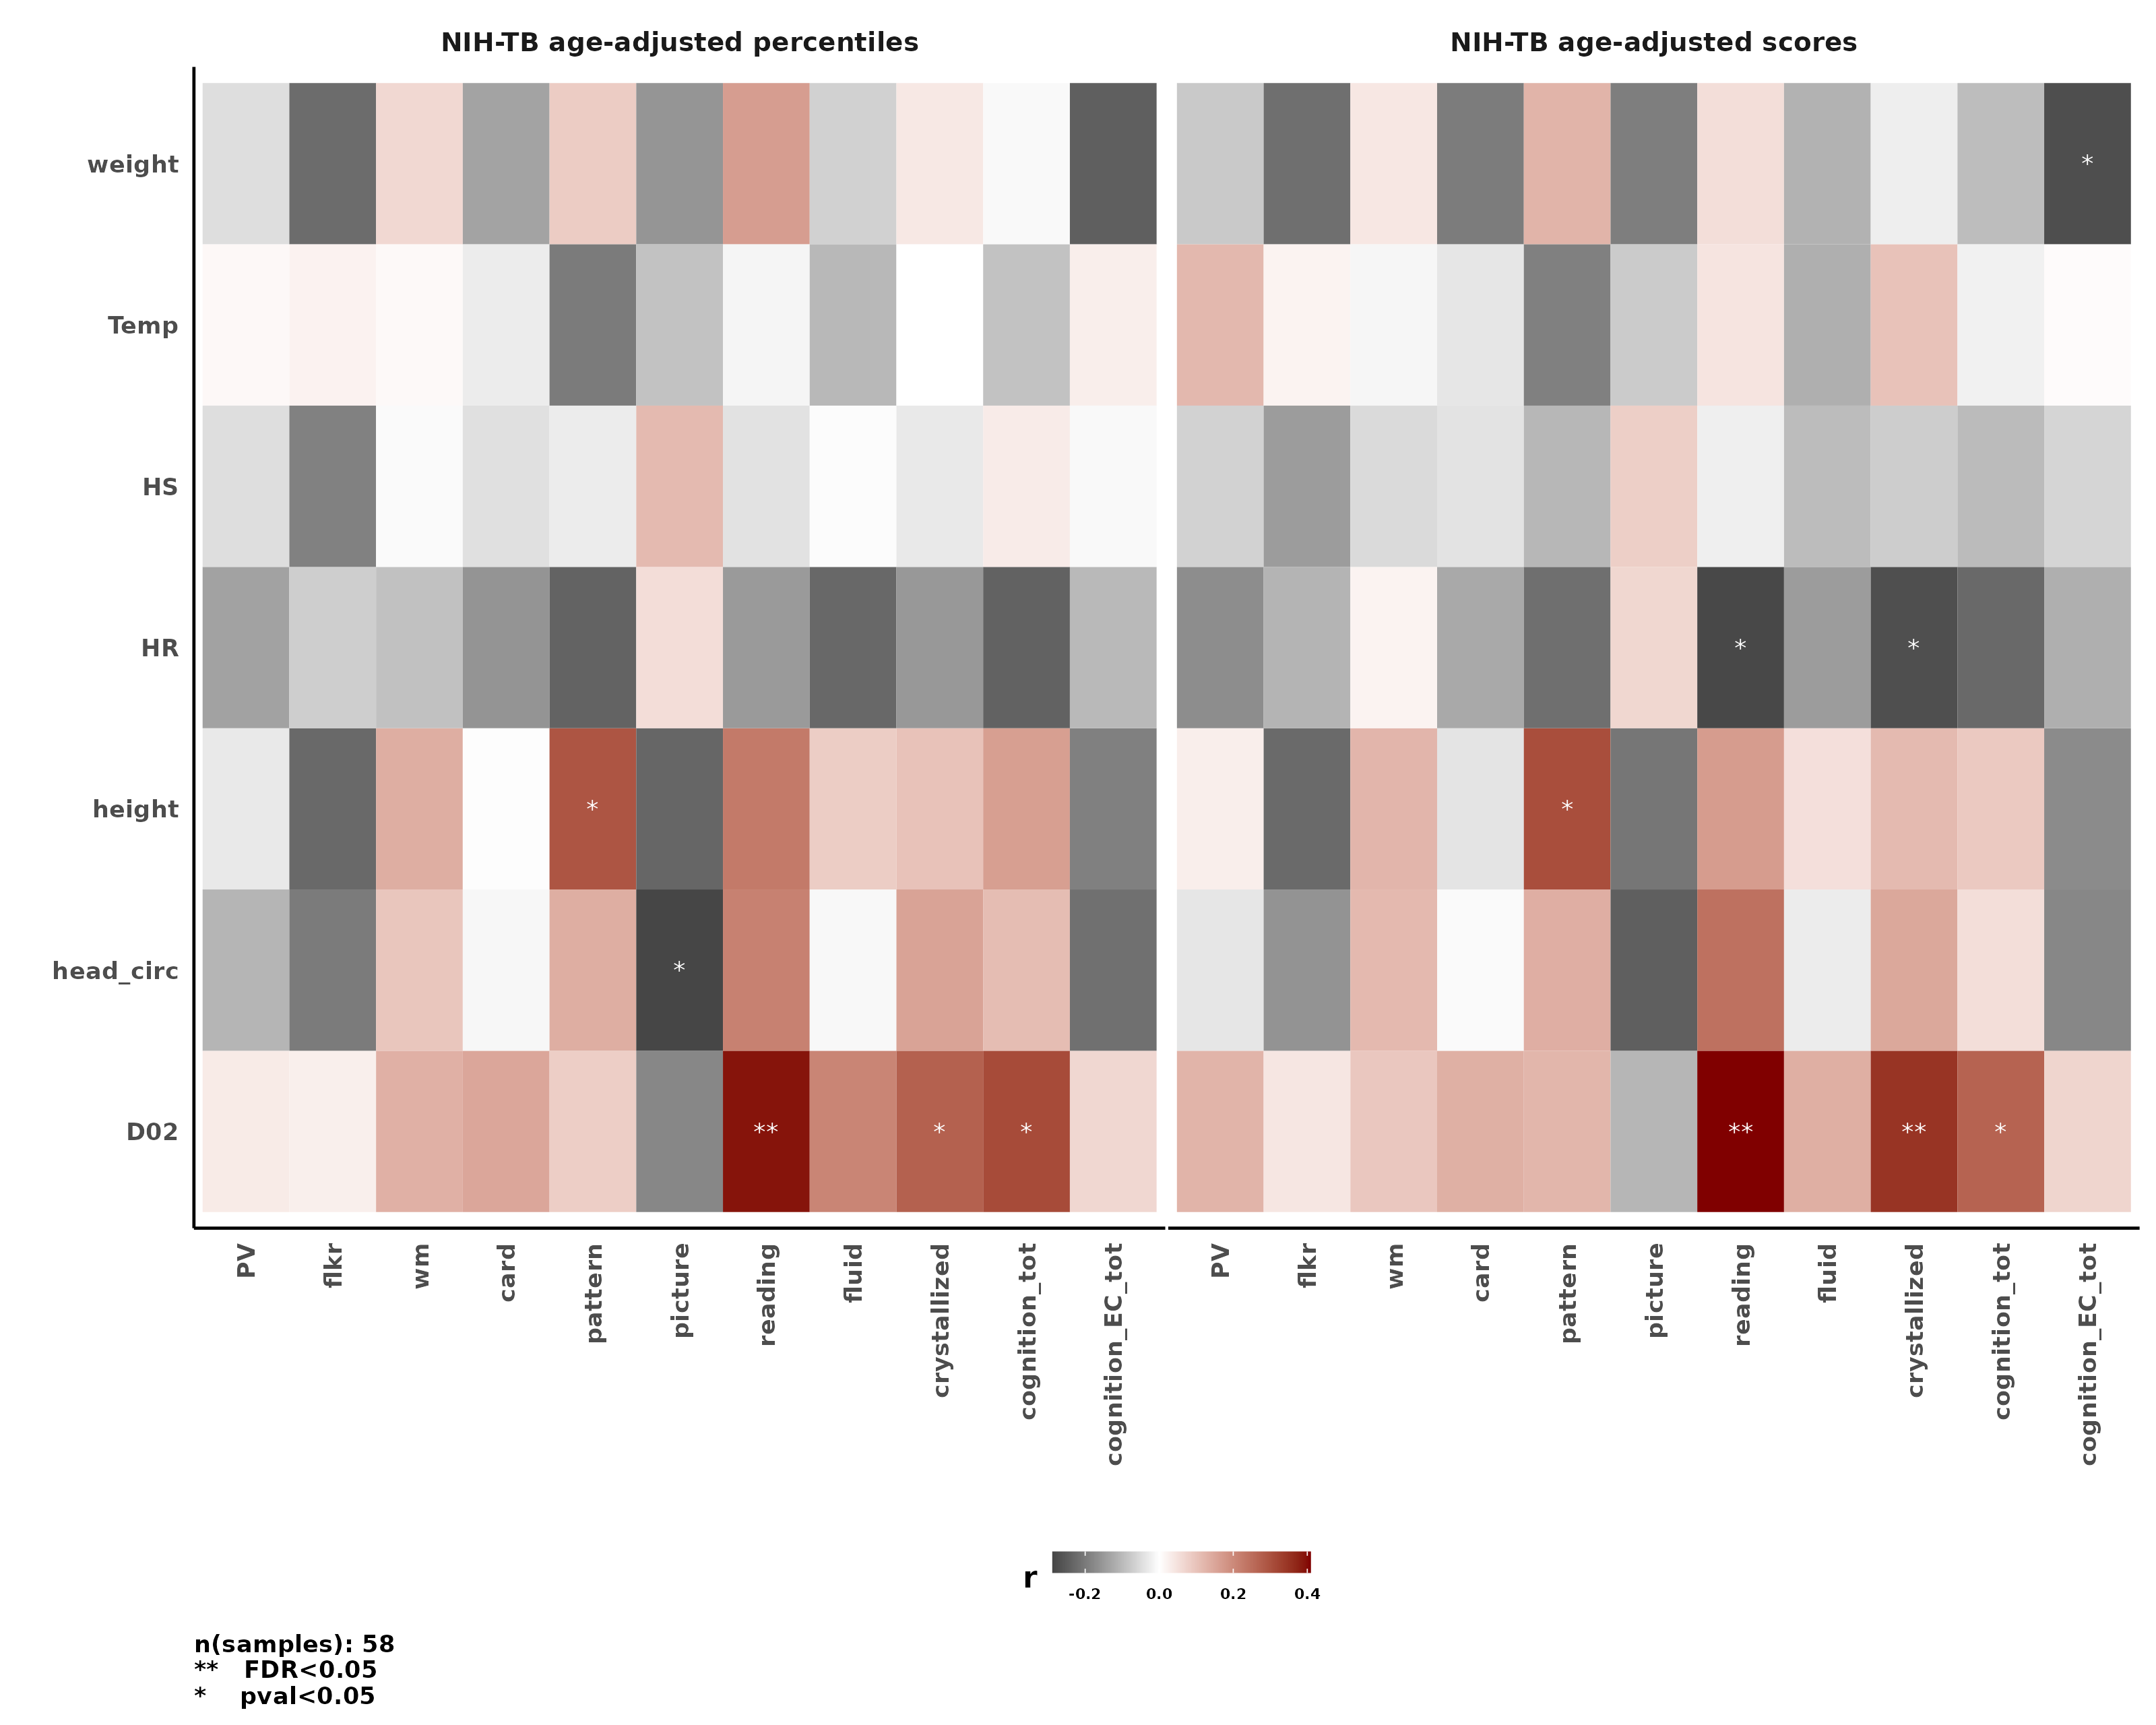 NIH-TB age-adjusted percentiles
NIH-TB age-adjusted scores
weight
*
Temp
HS
HR
*
*
height
*
*
head_circ
*
D02
**
*
*
**
**
*
PV
flkr
wm
card
pattern
picture
reading
fluid
crystallized
cognition_tot
cognition_EC_tot
PV
flkr
wm
card
pattern
picture
reading
fluid
crystallized
cognition_tot
cognition_EC_tot
r
-0.2 0.0 0.2 0.4
n(samples): 58
** FDR<0.05
* pval<0.05